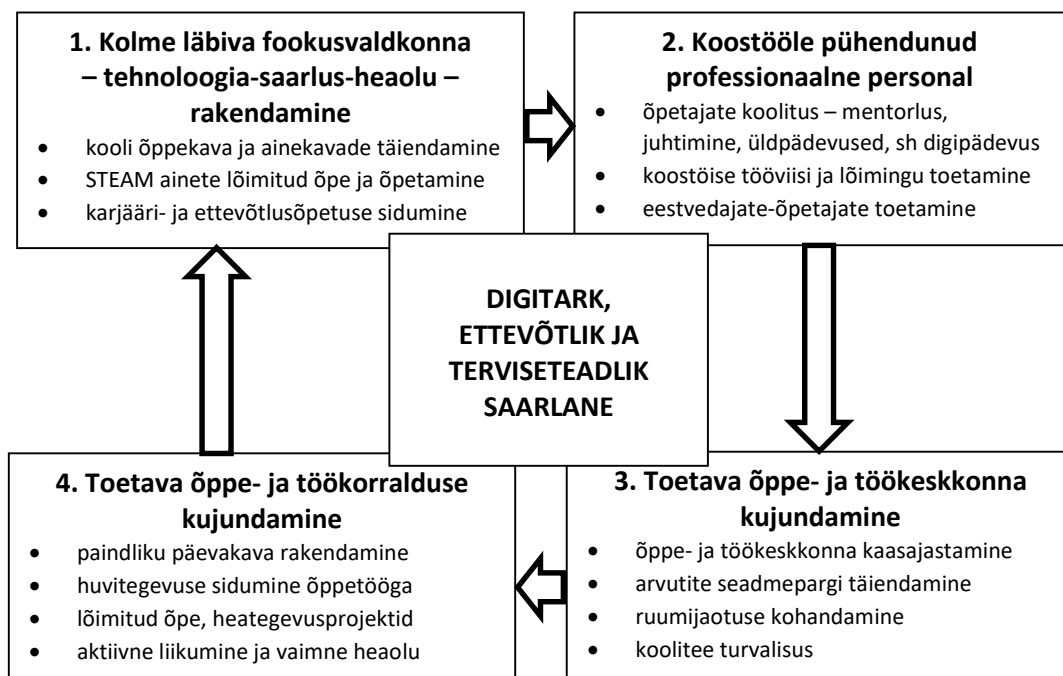 1. Kolme läbiva fookusvaldkonna
– tehnoloogia-saarlus-heaolu –
rakendamine
• kooli õppekava ja ainekavade täiendamine
• STEAM ainete lõimitud õpe ja õpetamine
• karjääri- ja ettevõtlusõpetuse sidumine
2. Koostööle pühendunud
professionaalne personal
• õpetajate koolitus – mentorlus,
juhtimine, üldpädevused, sh digipädevus
• koostöise tööviisi ja lõimingu toetamine
• eestvedajate-õpetajate toetamine
DIGITARK,
ETTEVÕTLIK JA
TERVISETEADLIK
SAARLANE
4. Toetava õppe- ja töökorralduse
kujundamine
• paindliku päevakava rakendamine
• huvitegevuse sidumine õppetööga
• lõimitud õpe, heategevusprojektid
• aktiivne liikumine ja vaimne heaolu
3. Toetava õppe- ja töökeskkonna
kujundamine
• õppe- ja töökeskkonna kaasajastamine
• arvutite seadmepargi täiendamine
• ruumijaotuse kohandamine
• koolitee turvalisus